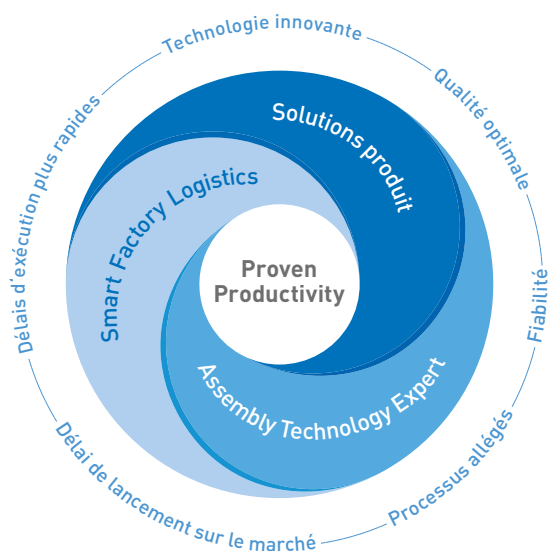 Technologie innovante
Qualité optimale
Fiabilité
Processus allégés
Délai de lancement sur le marché
Délais d'exécution plus rapides
Solutions produit
Smart Factory Logistics
Assembly Technology Expert
Proven
Productivity